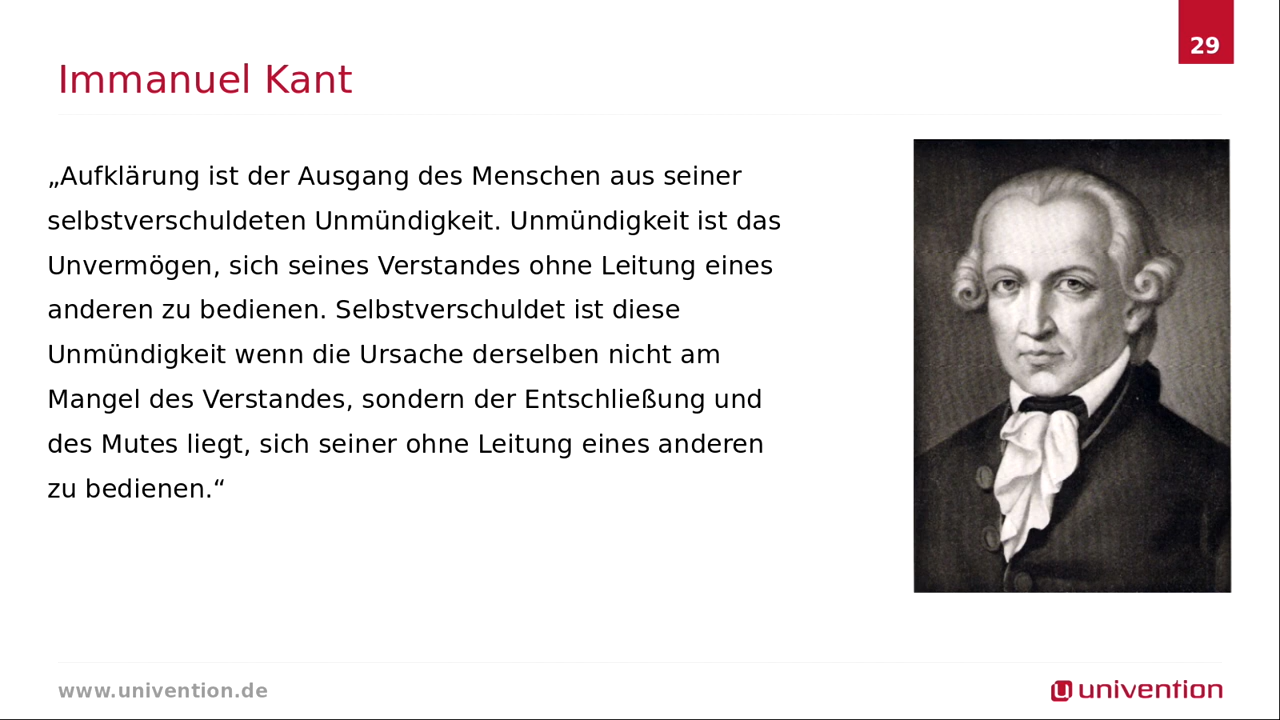 29
Immanuel Kant
„Aufklärung ist der Ausgang des Menschen aus seiner
selbstverschuldeten Unmündigkeit. Unmündigkeit ist das
Unvermögen, sich seines Verstandes ohne Leitung eines
anderen zu bedienen. Selbstverschuldet ist diese
Unmündigkeit wenn die Ursache derselben nicht am
Mangel des Verstandes, sondern der Entschließung und
des Mutes liegt, sich seiner ohne Leitung eines anderen
zu bedienen.“
www.univention.de
univention